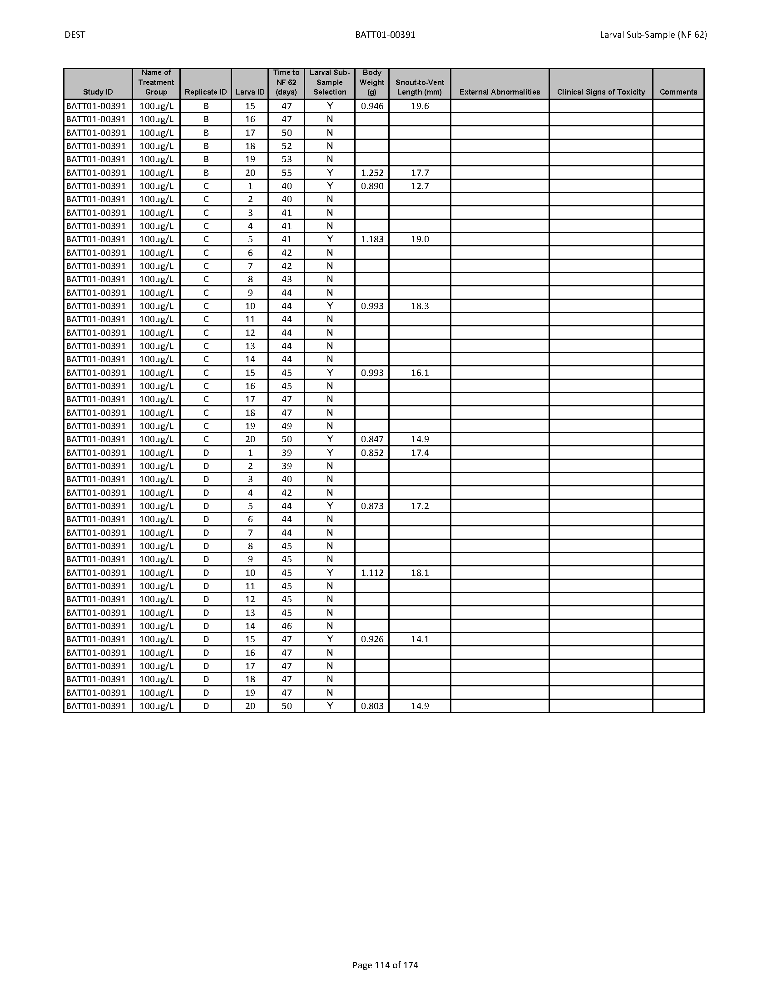 DEST BATT01-00391 Larval Sub-Sample (NF 62)
Name of Time to Larval Sub- Body
Treatment NF 62 Sample Weight Snout-to-Vent
Study ID Group Replicate ID Larva ID (days) Selection (g) Length (mm) External Abnormalities Clinical Signs of Toxicity Comments
BATT01-00391 100µg/L B 15 47 Y 0.946 19.6
BATT01-00391 100µg/L B 16 47 N
BATT01-00391 100µg/L B 17 50 N
BATT01-00391 100µg/L B 18 52 N
BATT01-00391 100µg/L B 19 53 N
BATT01-00391 100µg/L B 20 55 Y 1.252 17.7
BATT01-00391 100µg/L C 1 40 Y 0.890 12.7
BATT01-00391 100µg/L C 2 40 N
BATT01-00391 100µg/L C 3 41 N
BATT01-00391 100µg/L C 4 41 N
BATT01-00391 100µg/L C 5 41 Y 1.183 19.0
BATT01-00391 100µg/L C 6 42 N
BATT01-00391 100µg/L C 7 42 N
BATT01-00391 100µg/L C 8 43 N
BATT01-00391 100µg/L C 9 44 N
BATT01-00391 100µg/L C 10 44 Y 0.993 18.3
BATT01-00391 100µg/L C 11 44 N
BATT01-00391 100µg/L C 12 44 N
BATT01-00391 100µg/L C 13 44 N
BATT01-00391 100µg/L C 14 44 N
BATT01-00391 100µg/L C 15 45 Y 0.993 16.1
BATT01-00391 100µg/L C 16 45 N
BATT01-00391 100µg/L C 17 47 N
BATT01-00391 100µg/L C 18 47 N
BATT01-00391 100µg/L C 19 49 N
BATT01-00391 100µg/L C 20 50 Y 0.847 14.9
BATT01-00391 100µg/L D 1 39 Y 0.852 17.4
BATT01-00391 100µg/L D 2 39 N
BATT01-00391 100µg/L D 3 40 N
BATT01-00391 100µg/L D 4 42 N
BATT01-00391 100µg/L D 5 44 Y 0.873 17.2
BATT01-00391 100µg/L D 6 44 N
BATT01-00391 100µg/L D 7 44 N
BATT01-00391 100µg/L D 8 45 N
BATT01-00391 100µg/L D 9 45 N
BATT01-00391 100µg/L D 10 45 Y 1.112 18.1
BATT01-00391 100µg/L D 11 45 N
BATT01-00391 100µg/L D 12 45 N
BATT01-00391 100µg/L D 13 45 N
BATT01-00391 100µg/L D 14 46 N
BATT01-00391 100µg/L D 15 47 Y 0.926 14.1
BATT01-00391 100µg/L D 16 47 N
BATT01-00391 100µg/L D 17 47 N
BATT01-00391 100µg/L D 18 47 N
BATT01-00391 100µg/L D 19 47 N
BATT01-00391 100µg/L D 20 50 Y 0.803 14.9
Page 114 of 174